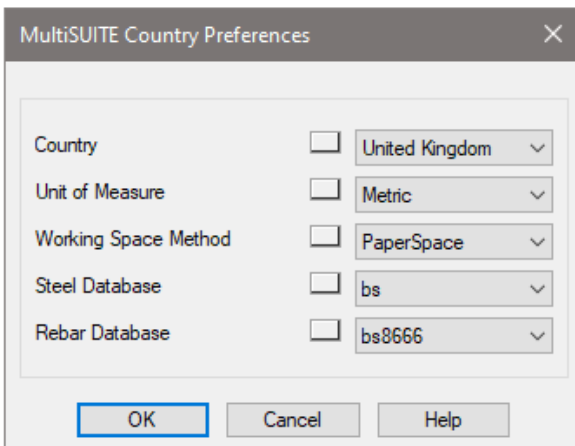 MultiSUITE Country Preferences
Country United Kingdom
Unit of Measure Metric
Working Space Method PaperSpace
Steel Database bs
Rebar Database bs8666
OK Cancel Help